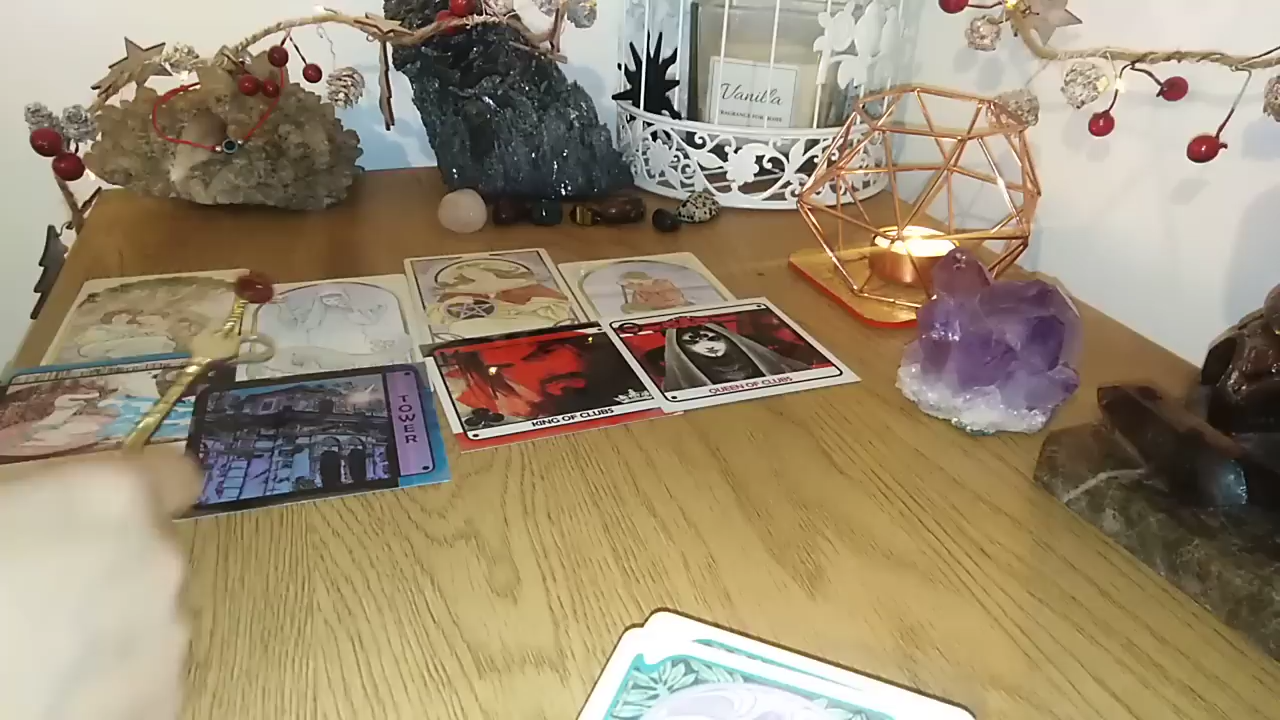 Vanilla
FRAGRANCE FOR HOME
TOWER
KING OF CLUBS
QUEEN OF CLUBS